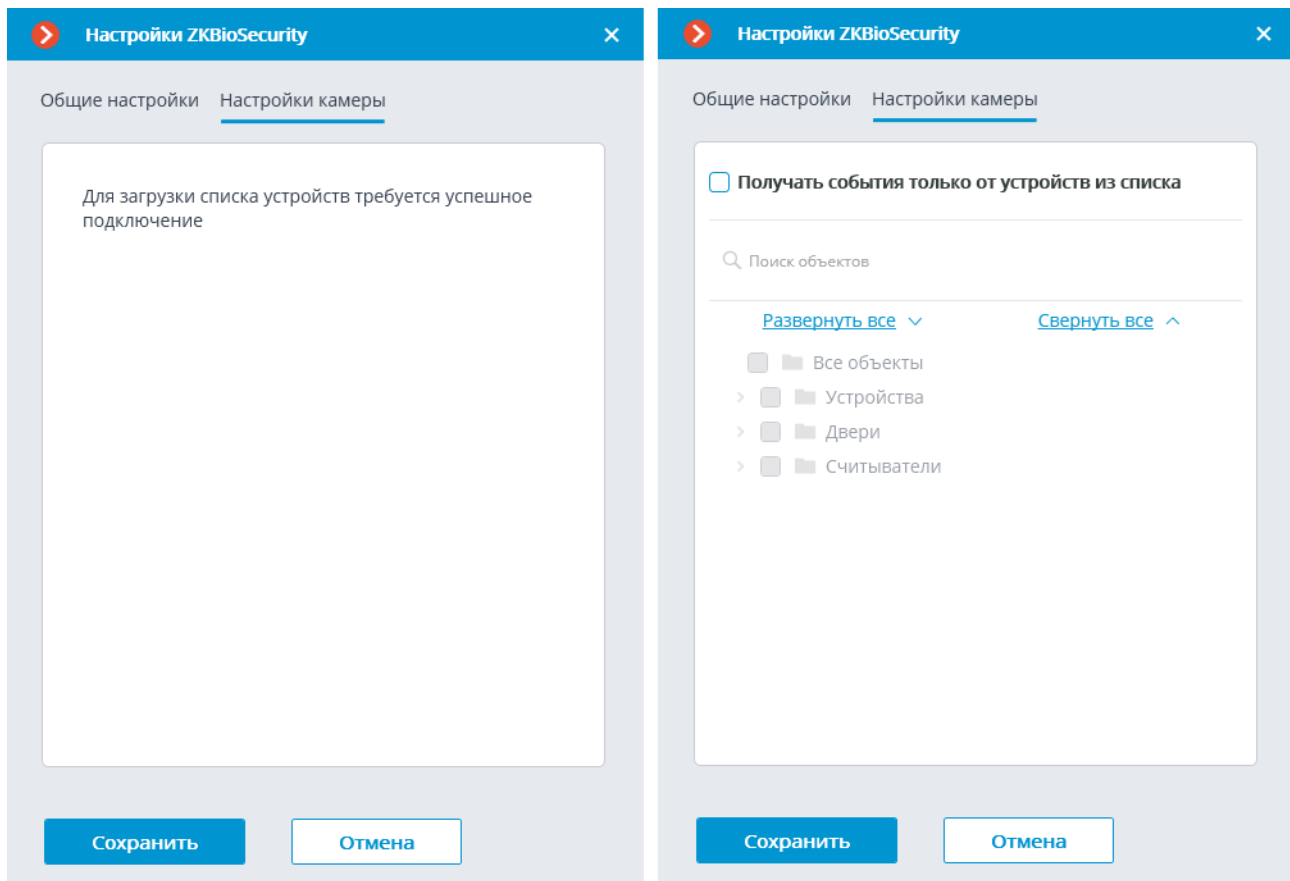 Настройки ZKBioSecurity
Общие настройки Настройки камеры
Для загрузки списка устройств требуется успешное
подключение
Сохранить Отмена
Настройки ZKBioSecurity
Общие настройки Настройки камеры
Получать события только от устройств из списка
Поиск объектов
Развернуть все Свернуть все
Все объекты
Устройства
Двери
Считыватели
Сохранить Отмена